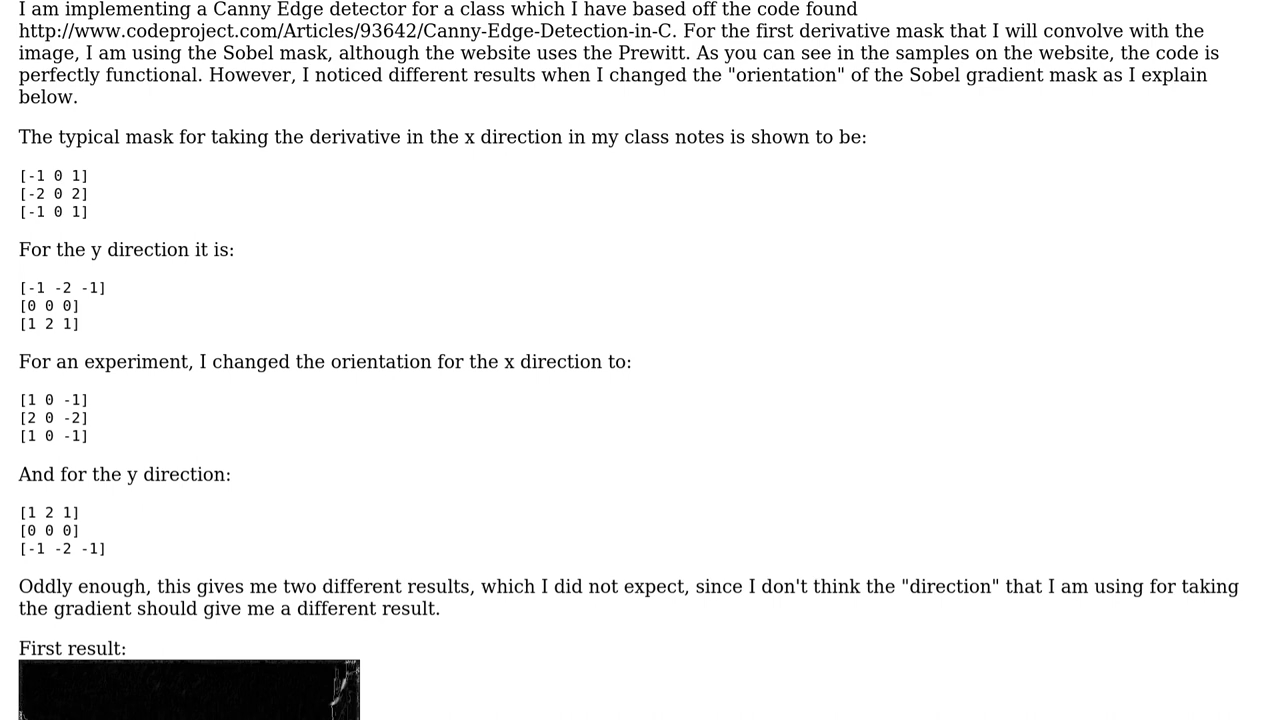 I am implementing a Canny Edge detector for a class which I have based off the code found
http://www.codeproject.com/Articles/93642/Canny-Edge-Detection-in-C. For the first derivative mask that I will convolve with the
image, I am using the Sobel mask, although the website uses the Prewitt. As you can see in the samples on the website, the code is
perfectly functional. However, I noticed different results when I changed the "orientation" of the Sobel gradient mask as I explain
below.
The typical mask for taking the derivative in the x direction in my class notes is shown to be:
[-1 0 1]
[-2 0 2]
[-1 0 1]
For the y direction it is:
[-1 -2 -1]
[0 0 0]
[1 2 1]
For an experiment, I changed the orientation for the x direction to:
[1 0 -1]
[2 0 -2]
[1 0 -1]
And for the y direction:
[1 2 1]
[0 0 0]
[-1 -2 -1]
Oddly enough, this gives me two different results, which I did not expect, since I don't think the "direction" that I am using for taking
the gradient should give me a different result.
First result: